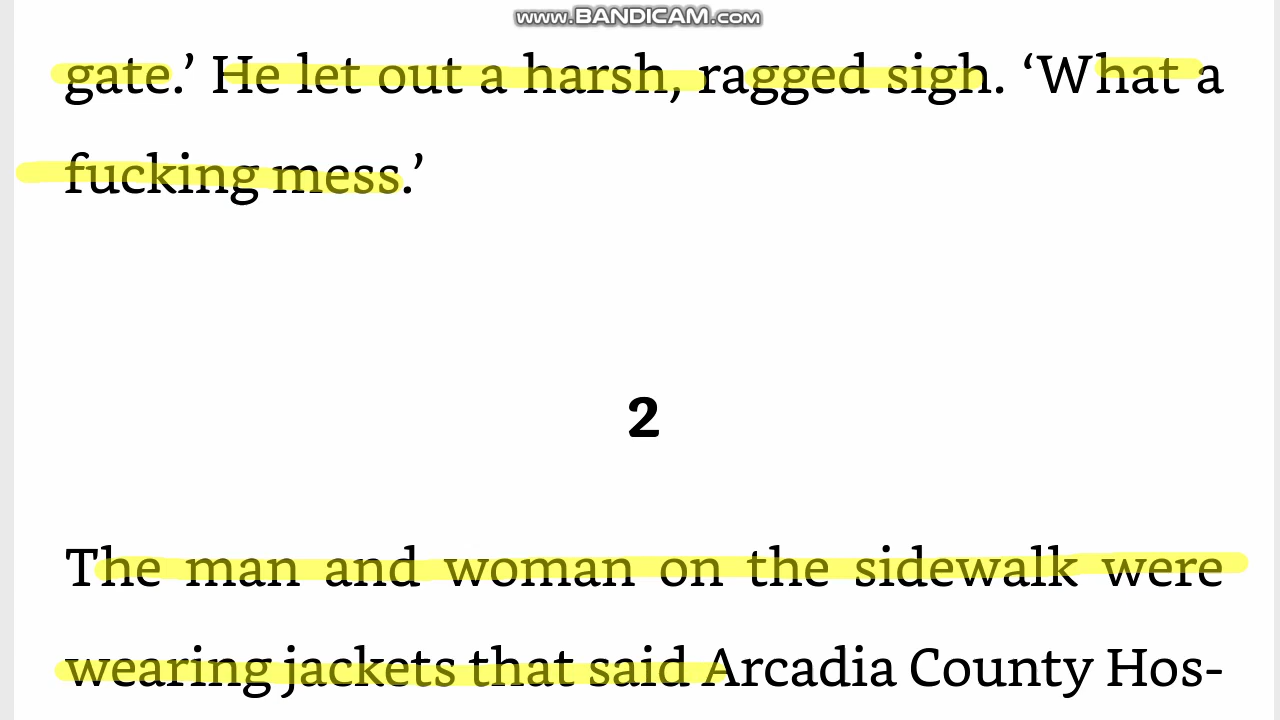 www.BANDICAM.com
gate.’ He let out a harsh, ragged sigh. ‘What a
fucking mess.’
2
The man and woman on the sidewalk were
wearing jackets that said Arcadia County Hos-